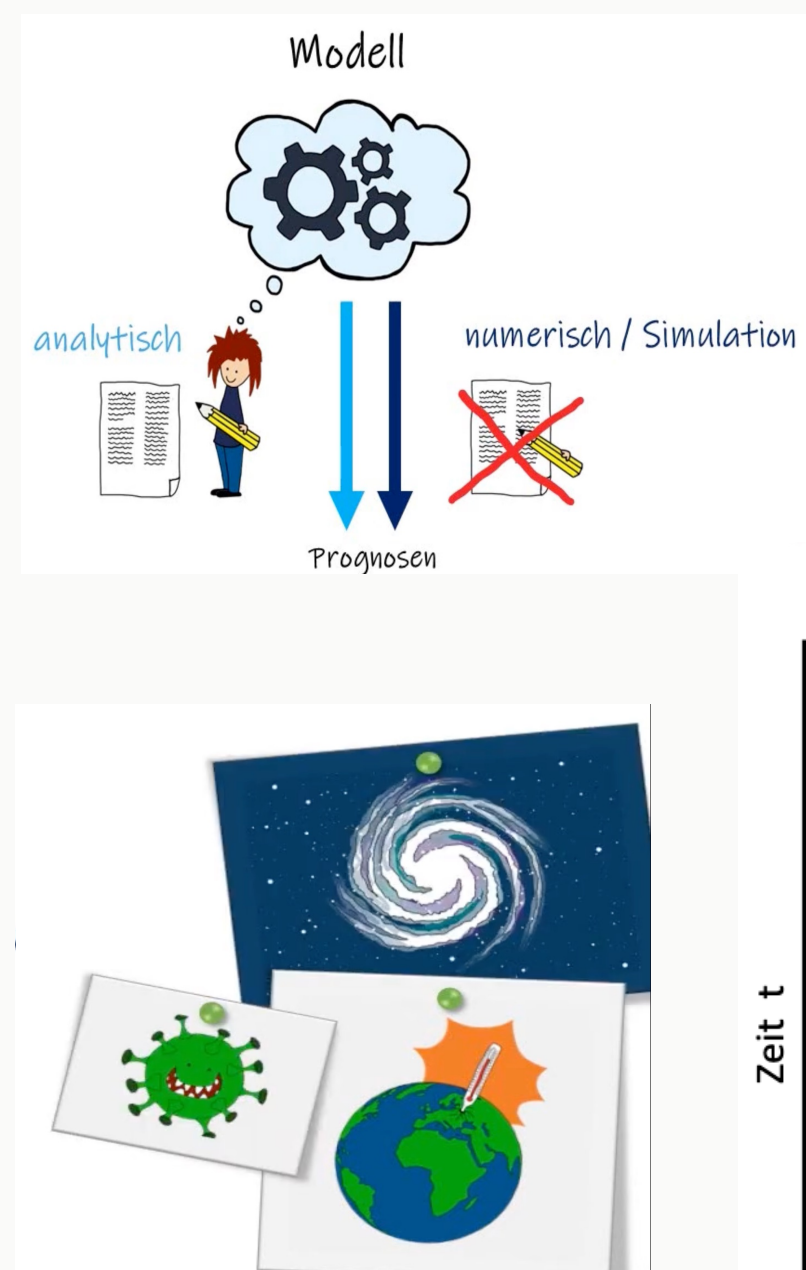 Modell
analytisch
numerisch / Simulation
Prognosen
Zeit t